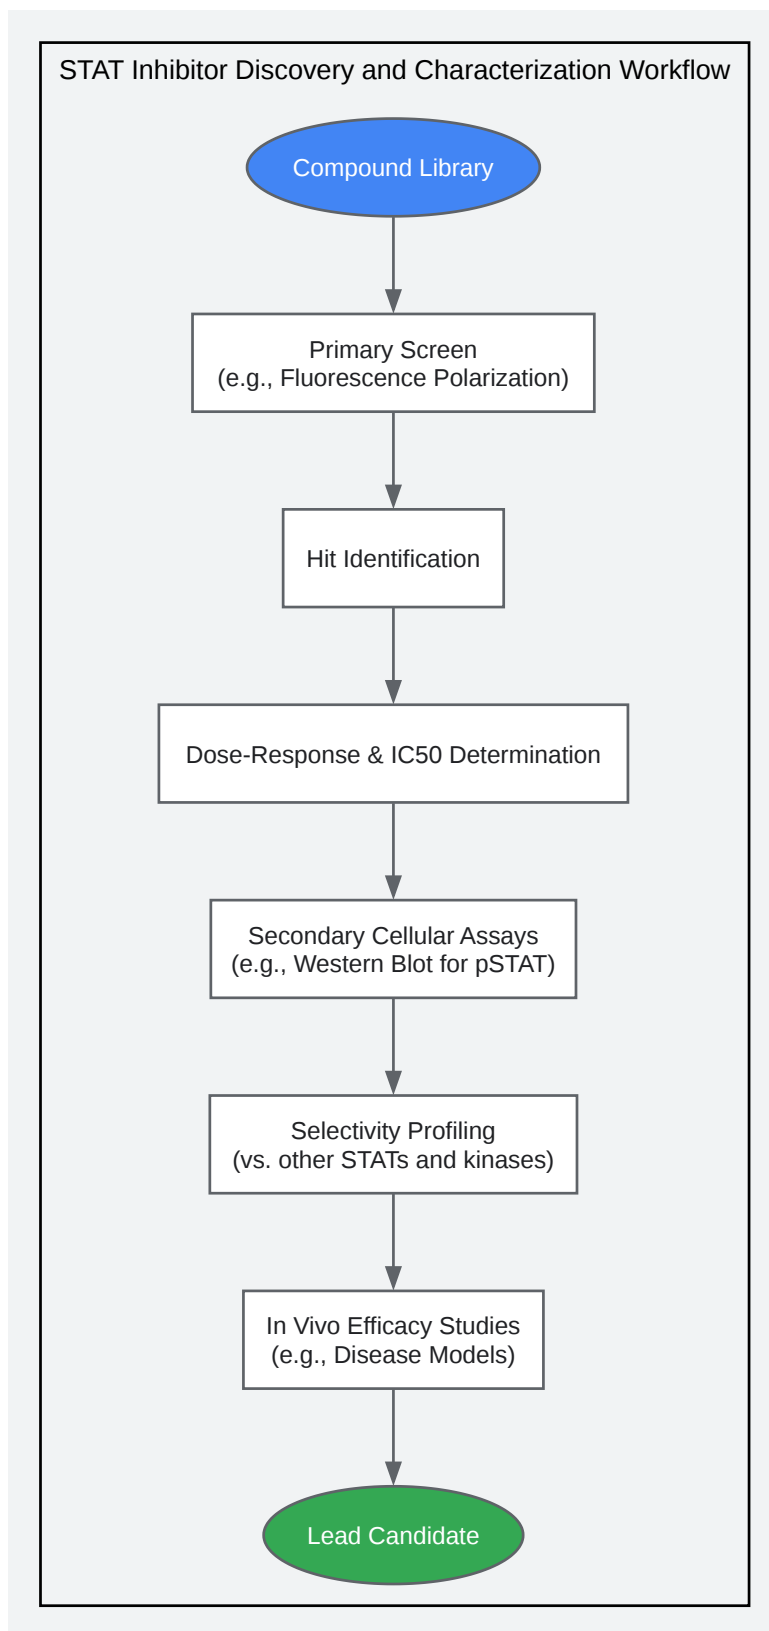 STAT Inhibitor Discovery and Characterization Workflow
Compound Library
Primary Screen
(e.g., Fluorescence Polarization)
Hit Identification
Dose-Response & IC50 Determination
Secondary Cellular Assays
(e.g., Western Blot for pSTAT)
Selectivity Profiling
(vs. other STATs and kinases)
In Vivo Efficacy Studies
(e.g., Disease Models)
Lead Candidate